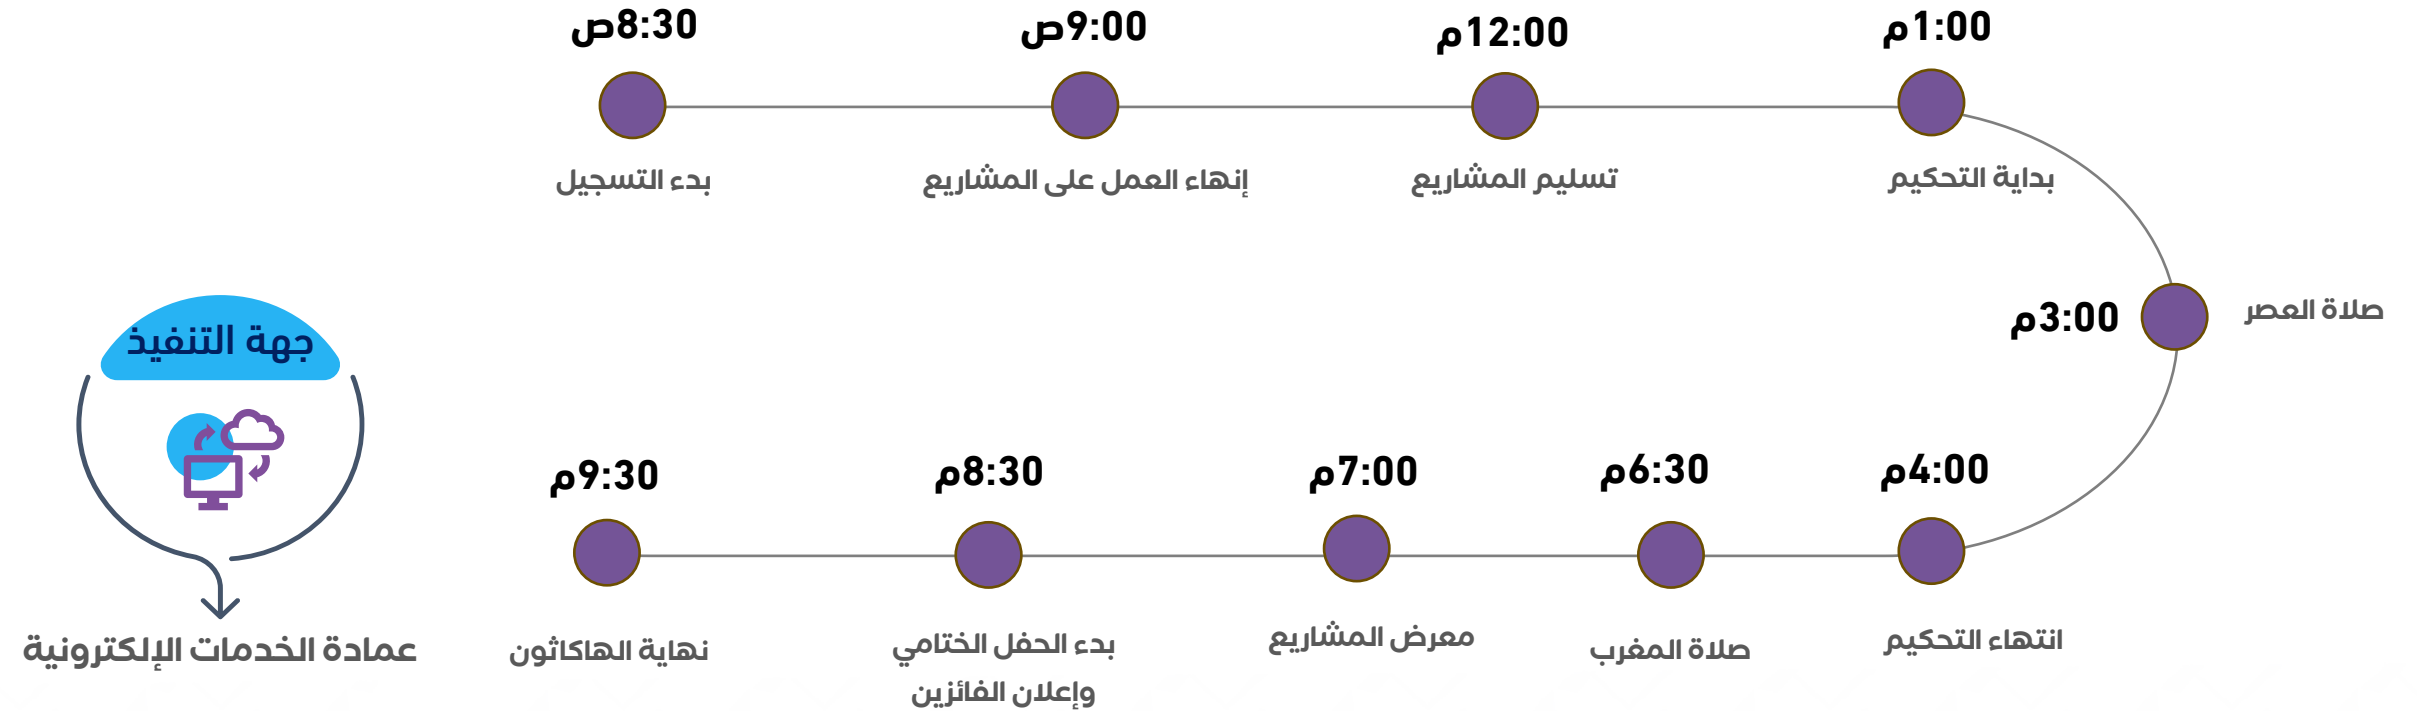 8:30ص
بدء التسجيل
9:00ص
إنهاء العمل على المشاريع
12:00م
تسليم المشاريع
1:00م
بداية التحكيم
3:00م
صلاة العصر
4:00م
انتهاء التحكيم
6:30م
صلاة المغرب
7:00م
معرض المشاريع
8:30م
بدء الحفل الختامي
وإعلان الفائزين
9:30م
نهاية الهاكاثون
جهة التنفيذ
عمادة الخدمات الإلكترونية